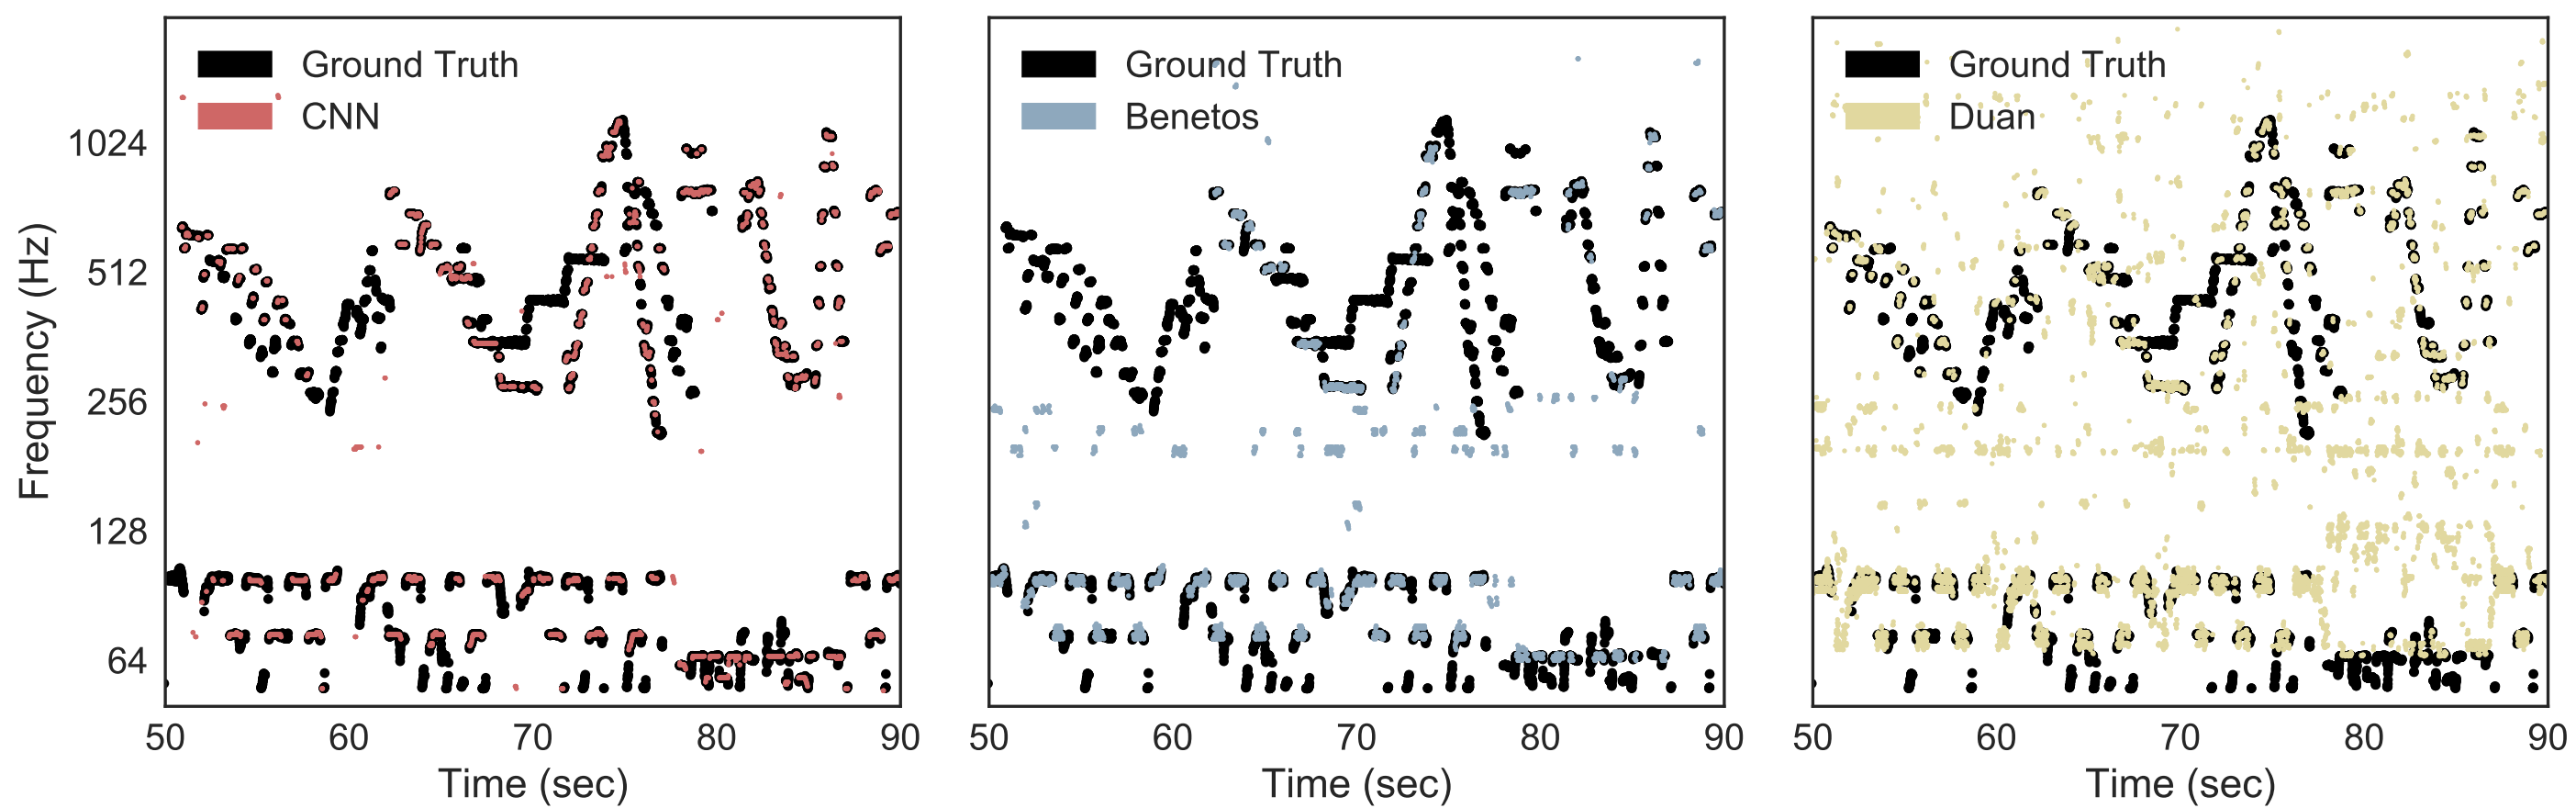 Ground Truth
CNN
Frequency (Hz)
1024
512
256
128
64
50 60 70 80 90
Time (sec)
Ground Truth
Benetos
50 60 70 80 90
Time (sec)
Ground Truth
Duan
50 60 70 80 90
Time (sec)